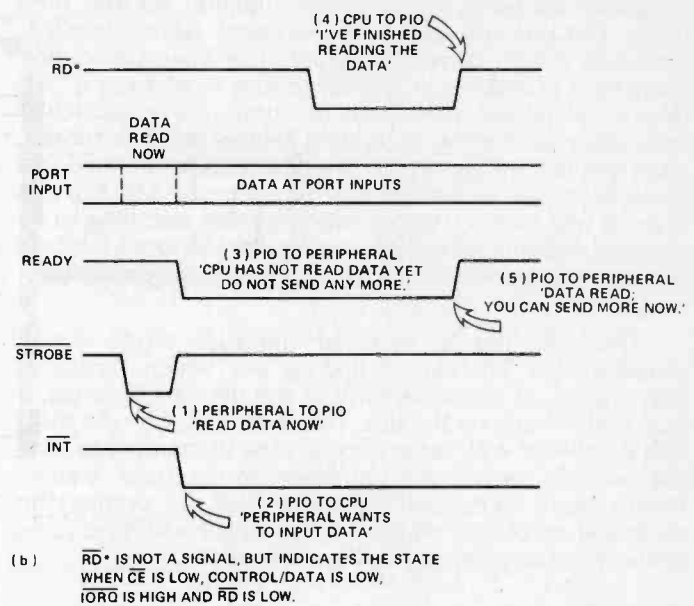 (4) CPU TO PIO
'I'VE FINISHED
READING THE
DATA'
RD*
DATA
READ
NOW
PORT
INPUT
DATA AT PORT INPUTS
READY
(3) PIO TO PERIPHERAL
'CPU HAS NOT READ DATA YET
DO NOT SEND ANY MORE.'
(5) PIO TO PERIPHERAL
'DATA READ;
YOU CAN SEND MORE NOW.'
STROBE
(1) PERIPHERAL TO PIO
'READ DATA NOW'
INT
(2) PIO TO CPU
'PERIPHERAL WANTS
TO INPUT DATA'
(b) RD* IS NOT A SIGNAL, BUT INDICATES THE STATE
WHEN CE IS LOW, CONTROL/DATA IS LOW,
IORQ IS HIGH AND RD IS LOW.